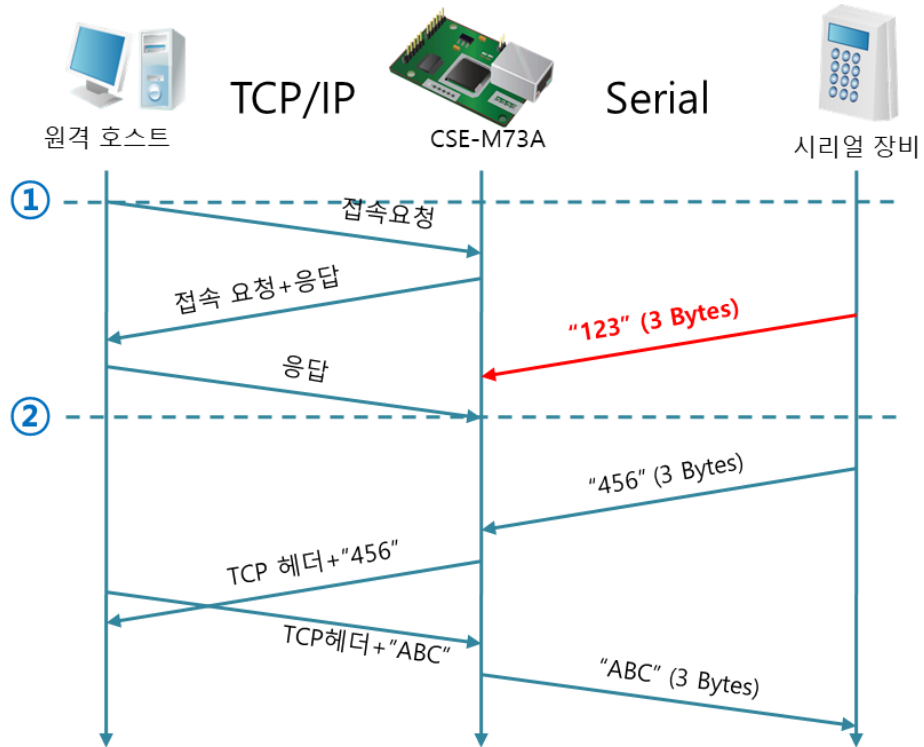 TCP/IP
Serial
원격 호스트
CSE-M73A
시리얼 장비
①
접속요청
접속 요청+응답
“123” (3 Bytes)
응답
②
“456” (3 Bytes)
TCP 헤더+”456”
TCP헤더+”ABC”
“ABC” (3 Bytes)